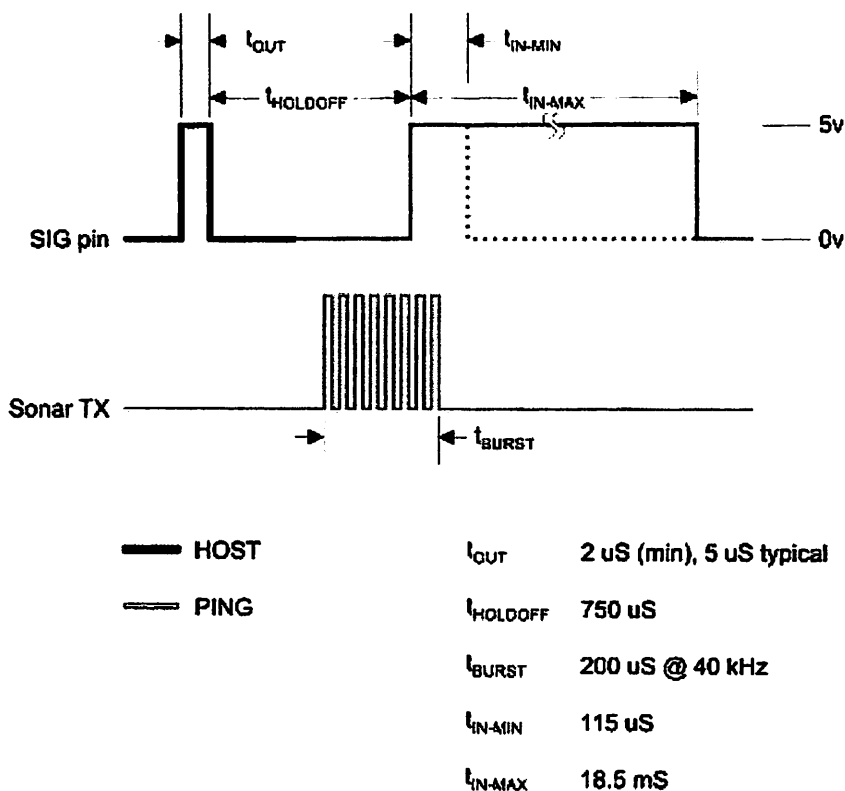 tOUT
tIN-MIN
tHOLDOFF
tIN-MAX
5v
SIG pin
0v
Sonar TX
tBURST
HOST
PING
tOUT 2 uS (min), 5 uS typical
tHOLDOFF 750 uS
tBURST 200 uS @ 40 kHz
tIN-MIN 115 uS
tIN-MAX 18.5 mS